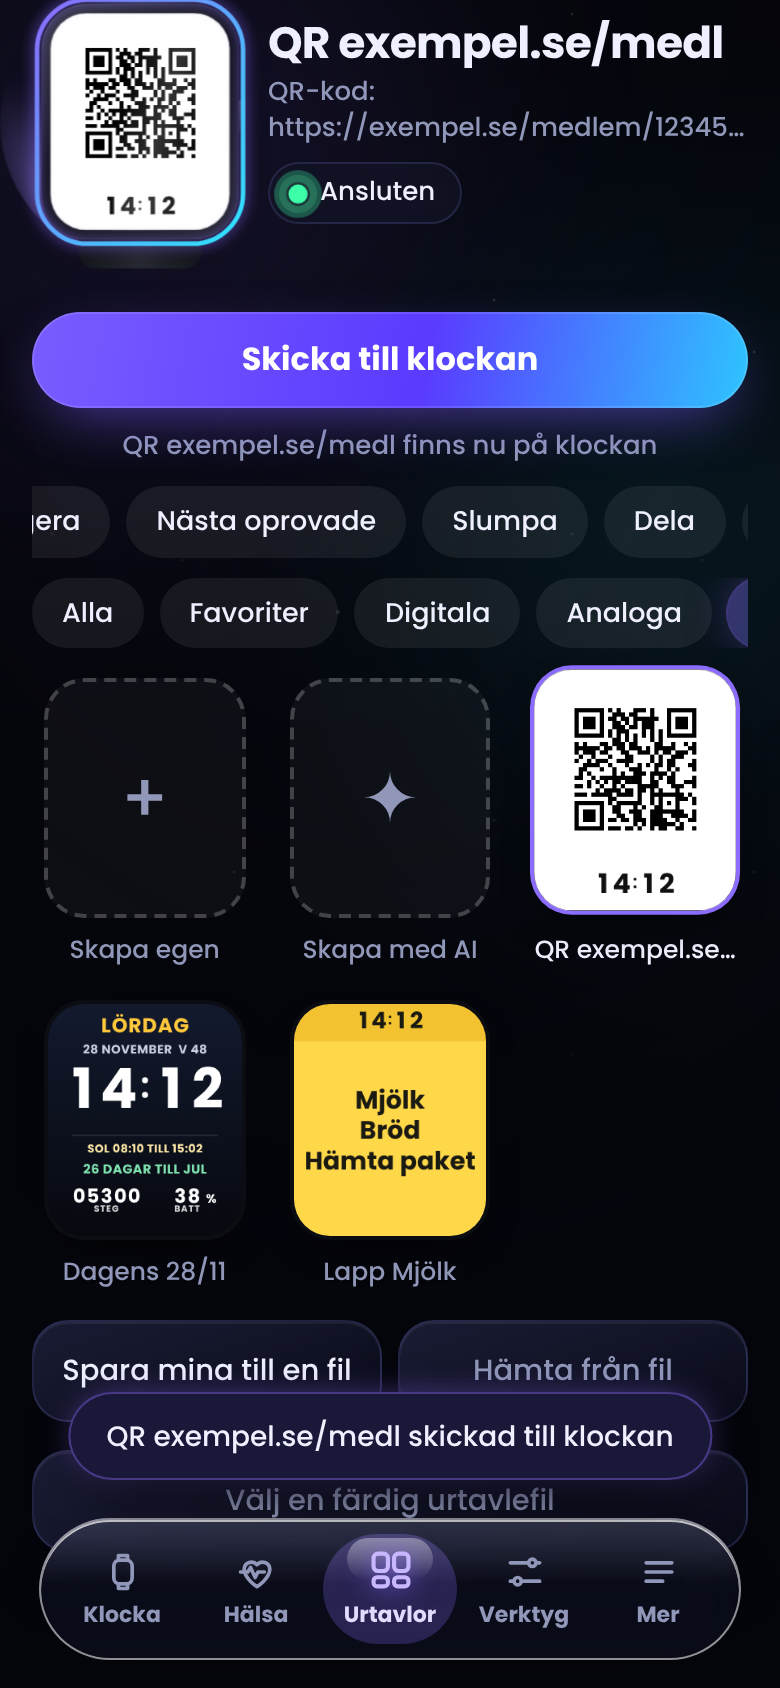 QR exempel.se/medl
QR-kod:
https://exempel.se/medlem/12345...
Ansluten
14:12
Skicka till klockan
QR exempel.se/medl finns nu på klockan
Nästa oprovade
Slumpa
Dela
Alla
Favoriter
Digitala
Analoga
14:12
Skapa egen
Skapa med AI
QR exempel.se...
LÖRDAG
28 NOVEMBER V 48
14:12
SOL 08:10 TILL 15:02
26 DAGAR TILL JUL
05300
38 %
STEG
BATT
14:12
Mjölk
Bröd
Hämta paket
Dagens 28/11
Lapp Mjölk
Spara mina till en fil
Hämta från fil
QR exempel.se/medl skickad till klockan
Välj en färdig urtavlefil
Klocka
Hälsa
Urtavlor
Verktyg
Mer